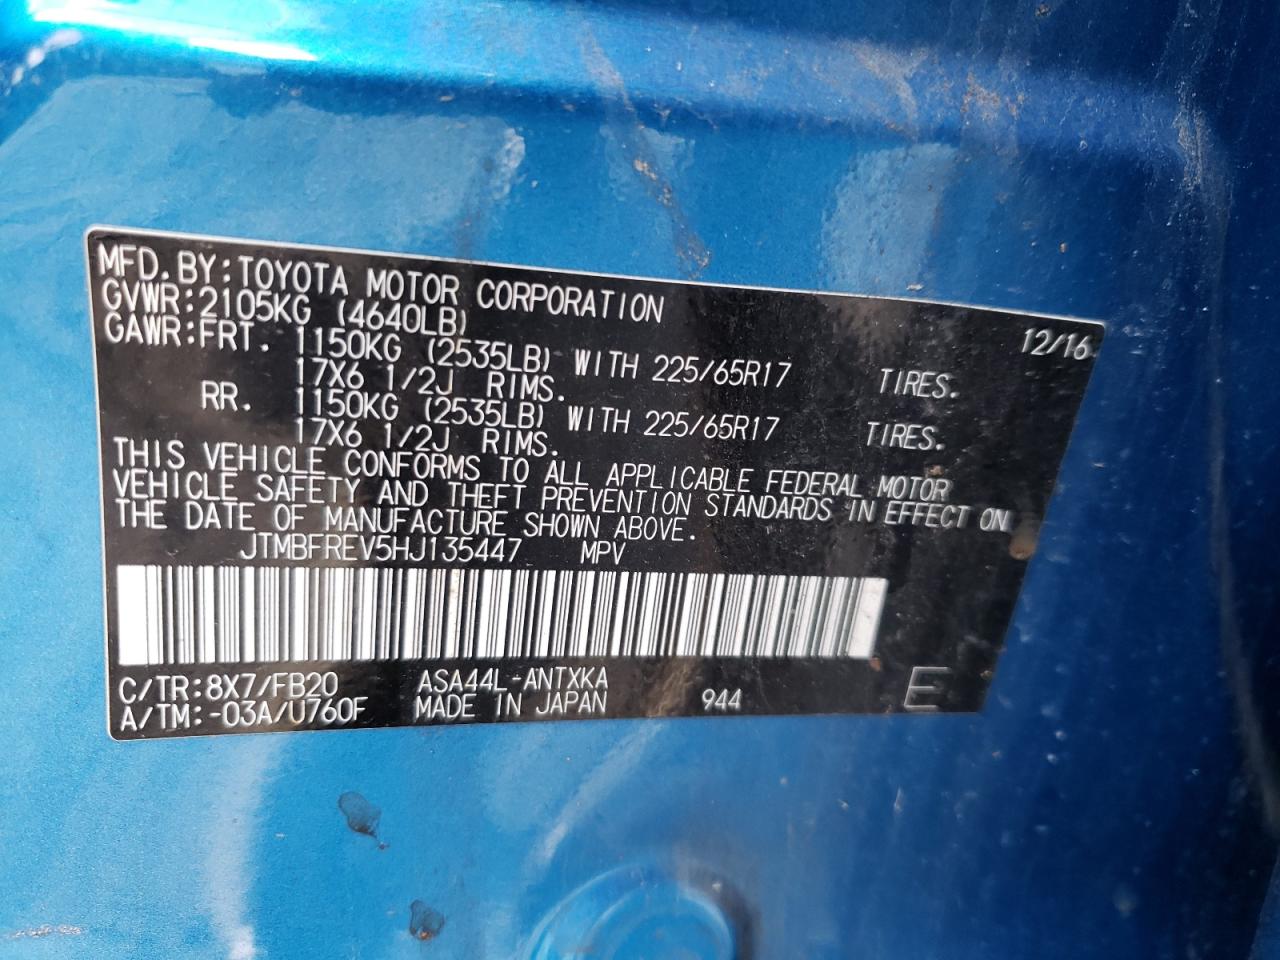 MFD.BY:TOYOTA MOTOR CORPORATION 12/16
GVWR:2105KG (4640LB)
GAWR:FRT. 1150KG (2535LB) WITH 225/65R17 TIRES.
17X6 1/2J RIMS.
RR. 1150KG (2535LB) WITH 225/65R17 TIRES.
17X6 1/2J RIMS.
THIS VEHICLE CONFORMS TO ALL APPLICABLE FEDERAL MOTOR
VEHICLE SAFETY AND THEFT PREVENTION STANDARDS IN EFFECT ON
THE DATE OF MANUFACTURE SHOWN ABOVE.
JTMBFREV5HJ135447 MPV
C/TR:8X7/FB20 ASA44L-ANTXKA
A/TM:-03A/U760F MADE IN JAPAN 944 E